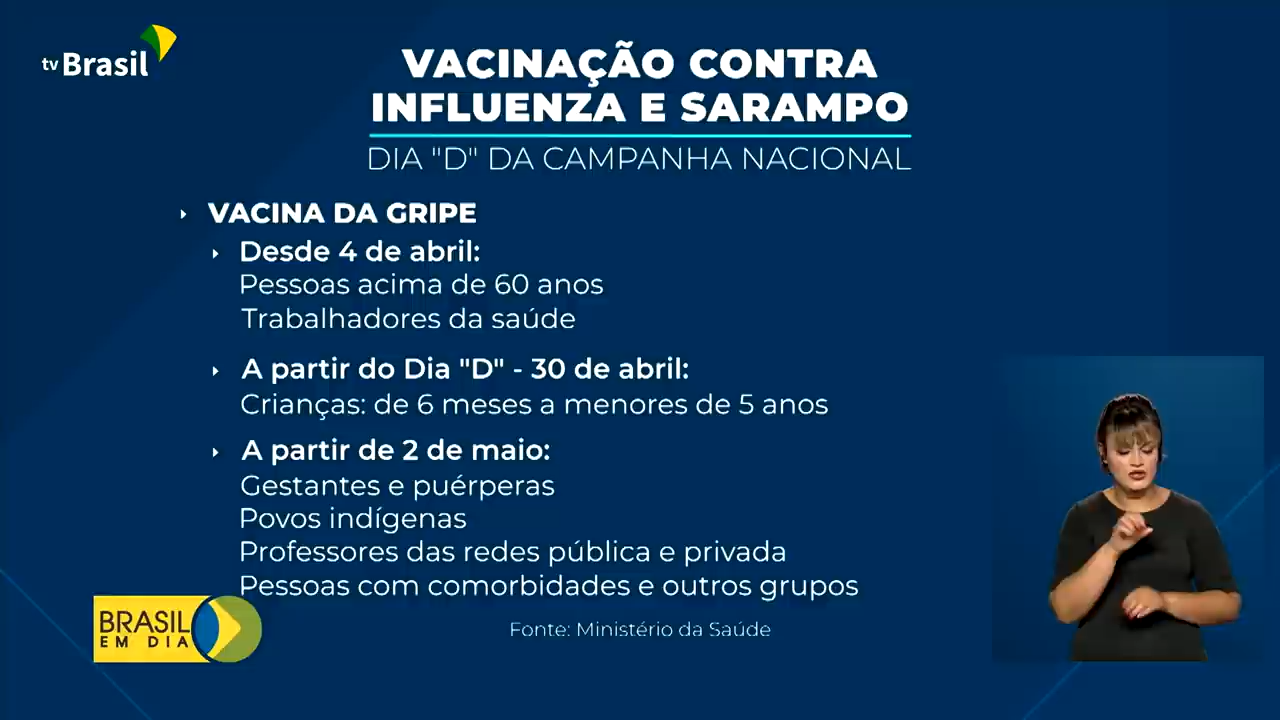 tv Brasil
VACINAÇÃO CONTRA
INFLUENZA E SARAMPO
DIA "D" DA CAMPANHA NACIONAL
VACINA DA GRIPE
Desde 4 de abril:
Pessoas acima de 60 anos
Trabalhadores da saúde
A partir do Dia "D" - 30 de abril:
Crianças: de 6 meses a menores de 5 anos
A partir de 2 de maio:
Gestantes e puérperas
Povos indígenas
Professores das redes pública e privada
Pessoas com comorbidades e outros grupos
BRASIL
EM DIA
Fonte: Ministério da Saúde